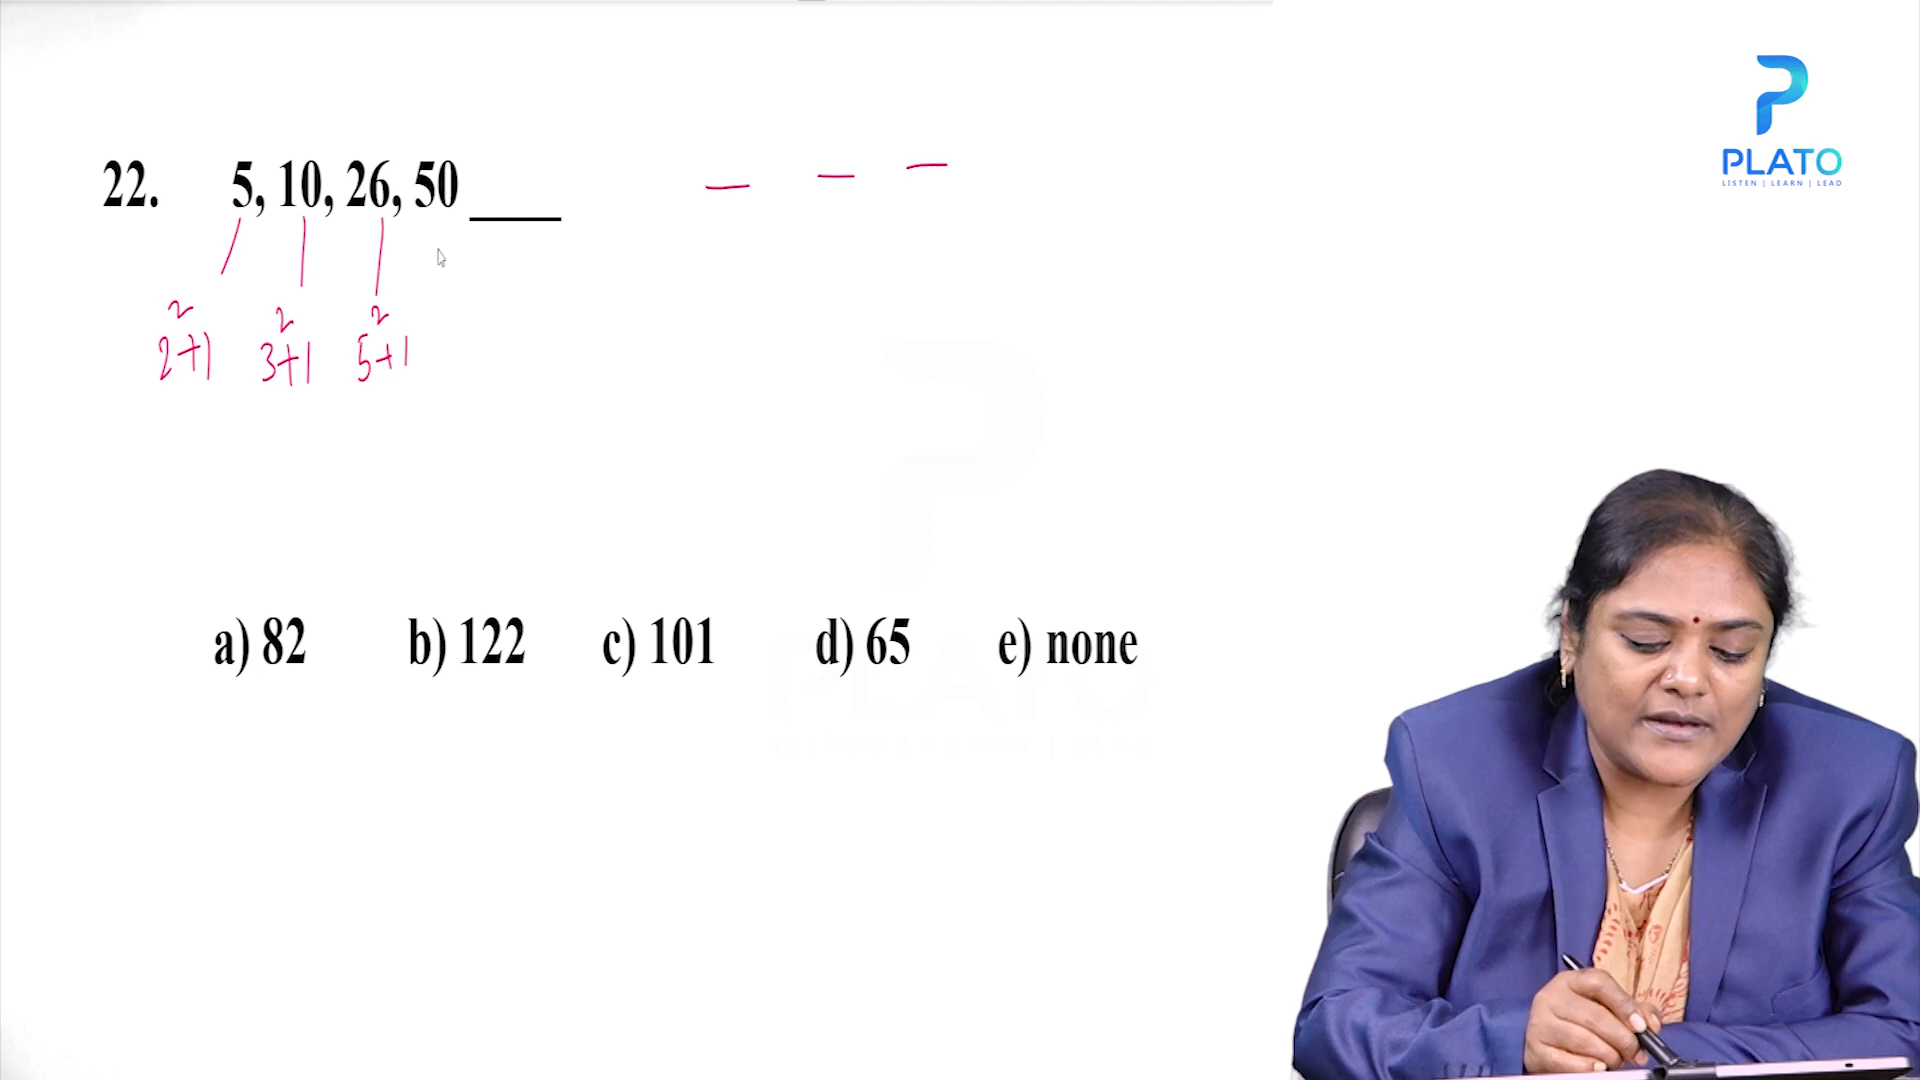 22. 5, 10, 26, 50 ____
2²+1 3²+1 5²+1
a) 82 b) 122 c) 101 d) 65 e) none
PLATO
LISTEN | LEARN | LEAD
PLATO